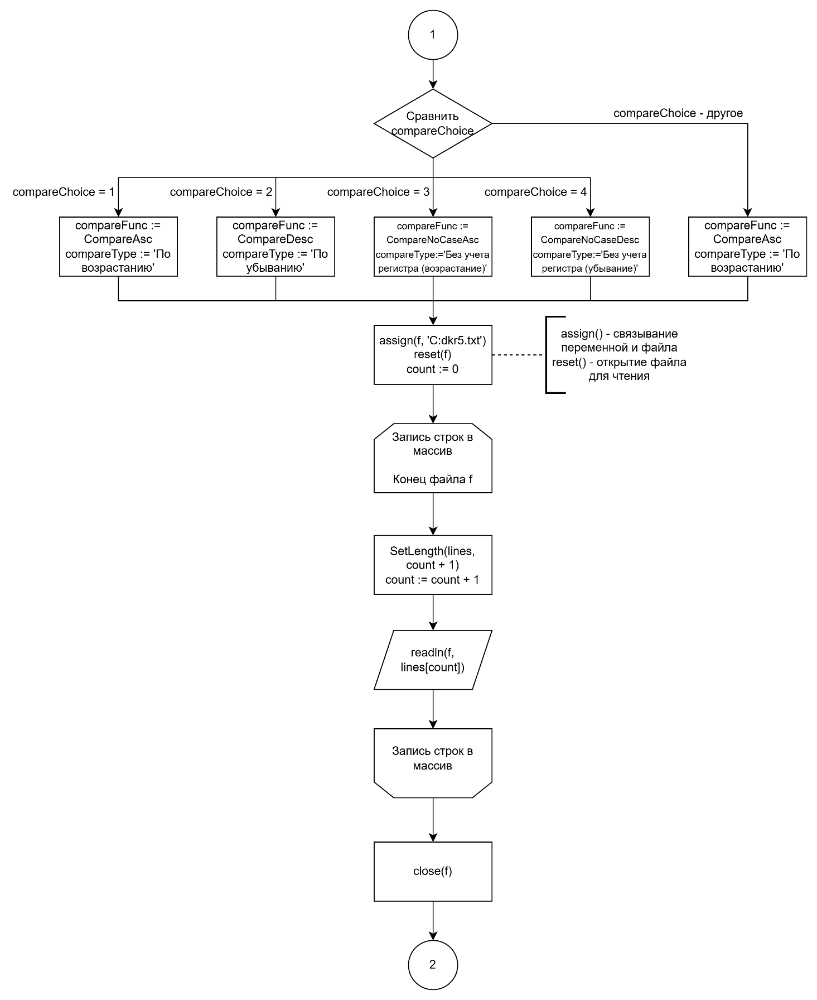 1
Сравнить
compareChoice
compareChoice - другое
compareChoice = 1
compareChoice = 2
compareChoice = 3
compareChoice = 4
compareFunc :=
CompareAsc
compareType := 'По
возрастанию'
compareFunc :=
CompareDesc
compareType := 'По
убыванию'
compareFunc :=
CompareNoCaseAsc
compareType:='Без учета
регистра (возрастание)'
compareFunc :=
CompareNoCaseDesc
compareType:='Без учета
регистра (убывание)'
compareFunc :=
CompareAsc
compareType := 'По
возрастанию'
assign(f, 'C:dkr5.txt')
reset(f)
count := 0
assign() - связывание
переменной и файла
reset() - открытие файла
для чтения
Запись строк в
массив
Конец файла f
SetLength(lines,
count + 1)
count := count + 1
readln(f,
lines[count])
Запись строк в
массив
close(f)
2